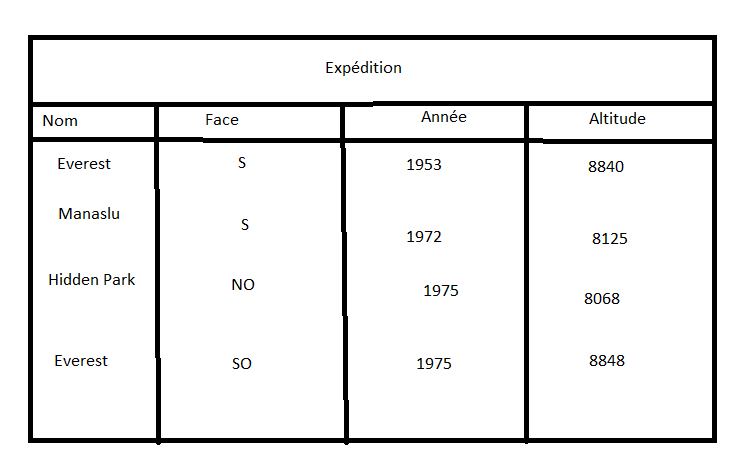 Expédition
Nom Face Année Altitude
Everest S 1953 8840
Manaslu S 1972 8125
Hidden Park NO 1975 8068
Everest SO 1975 8848